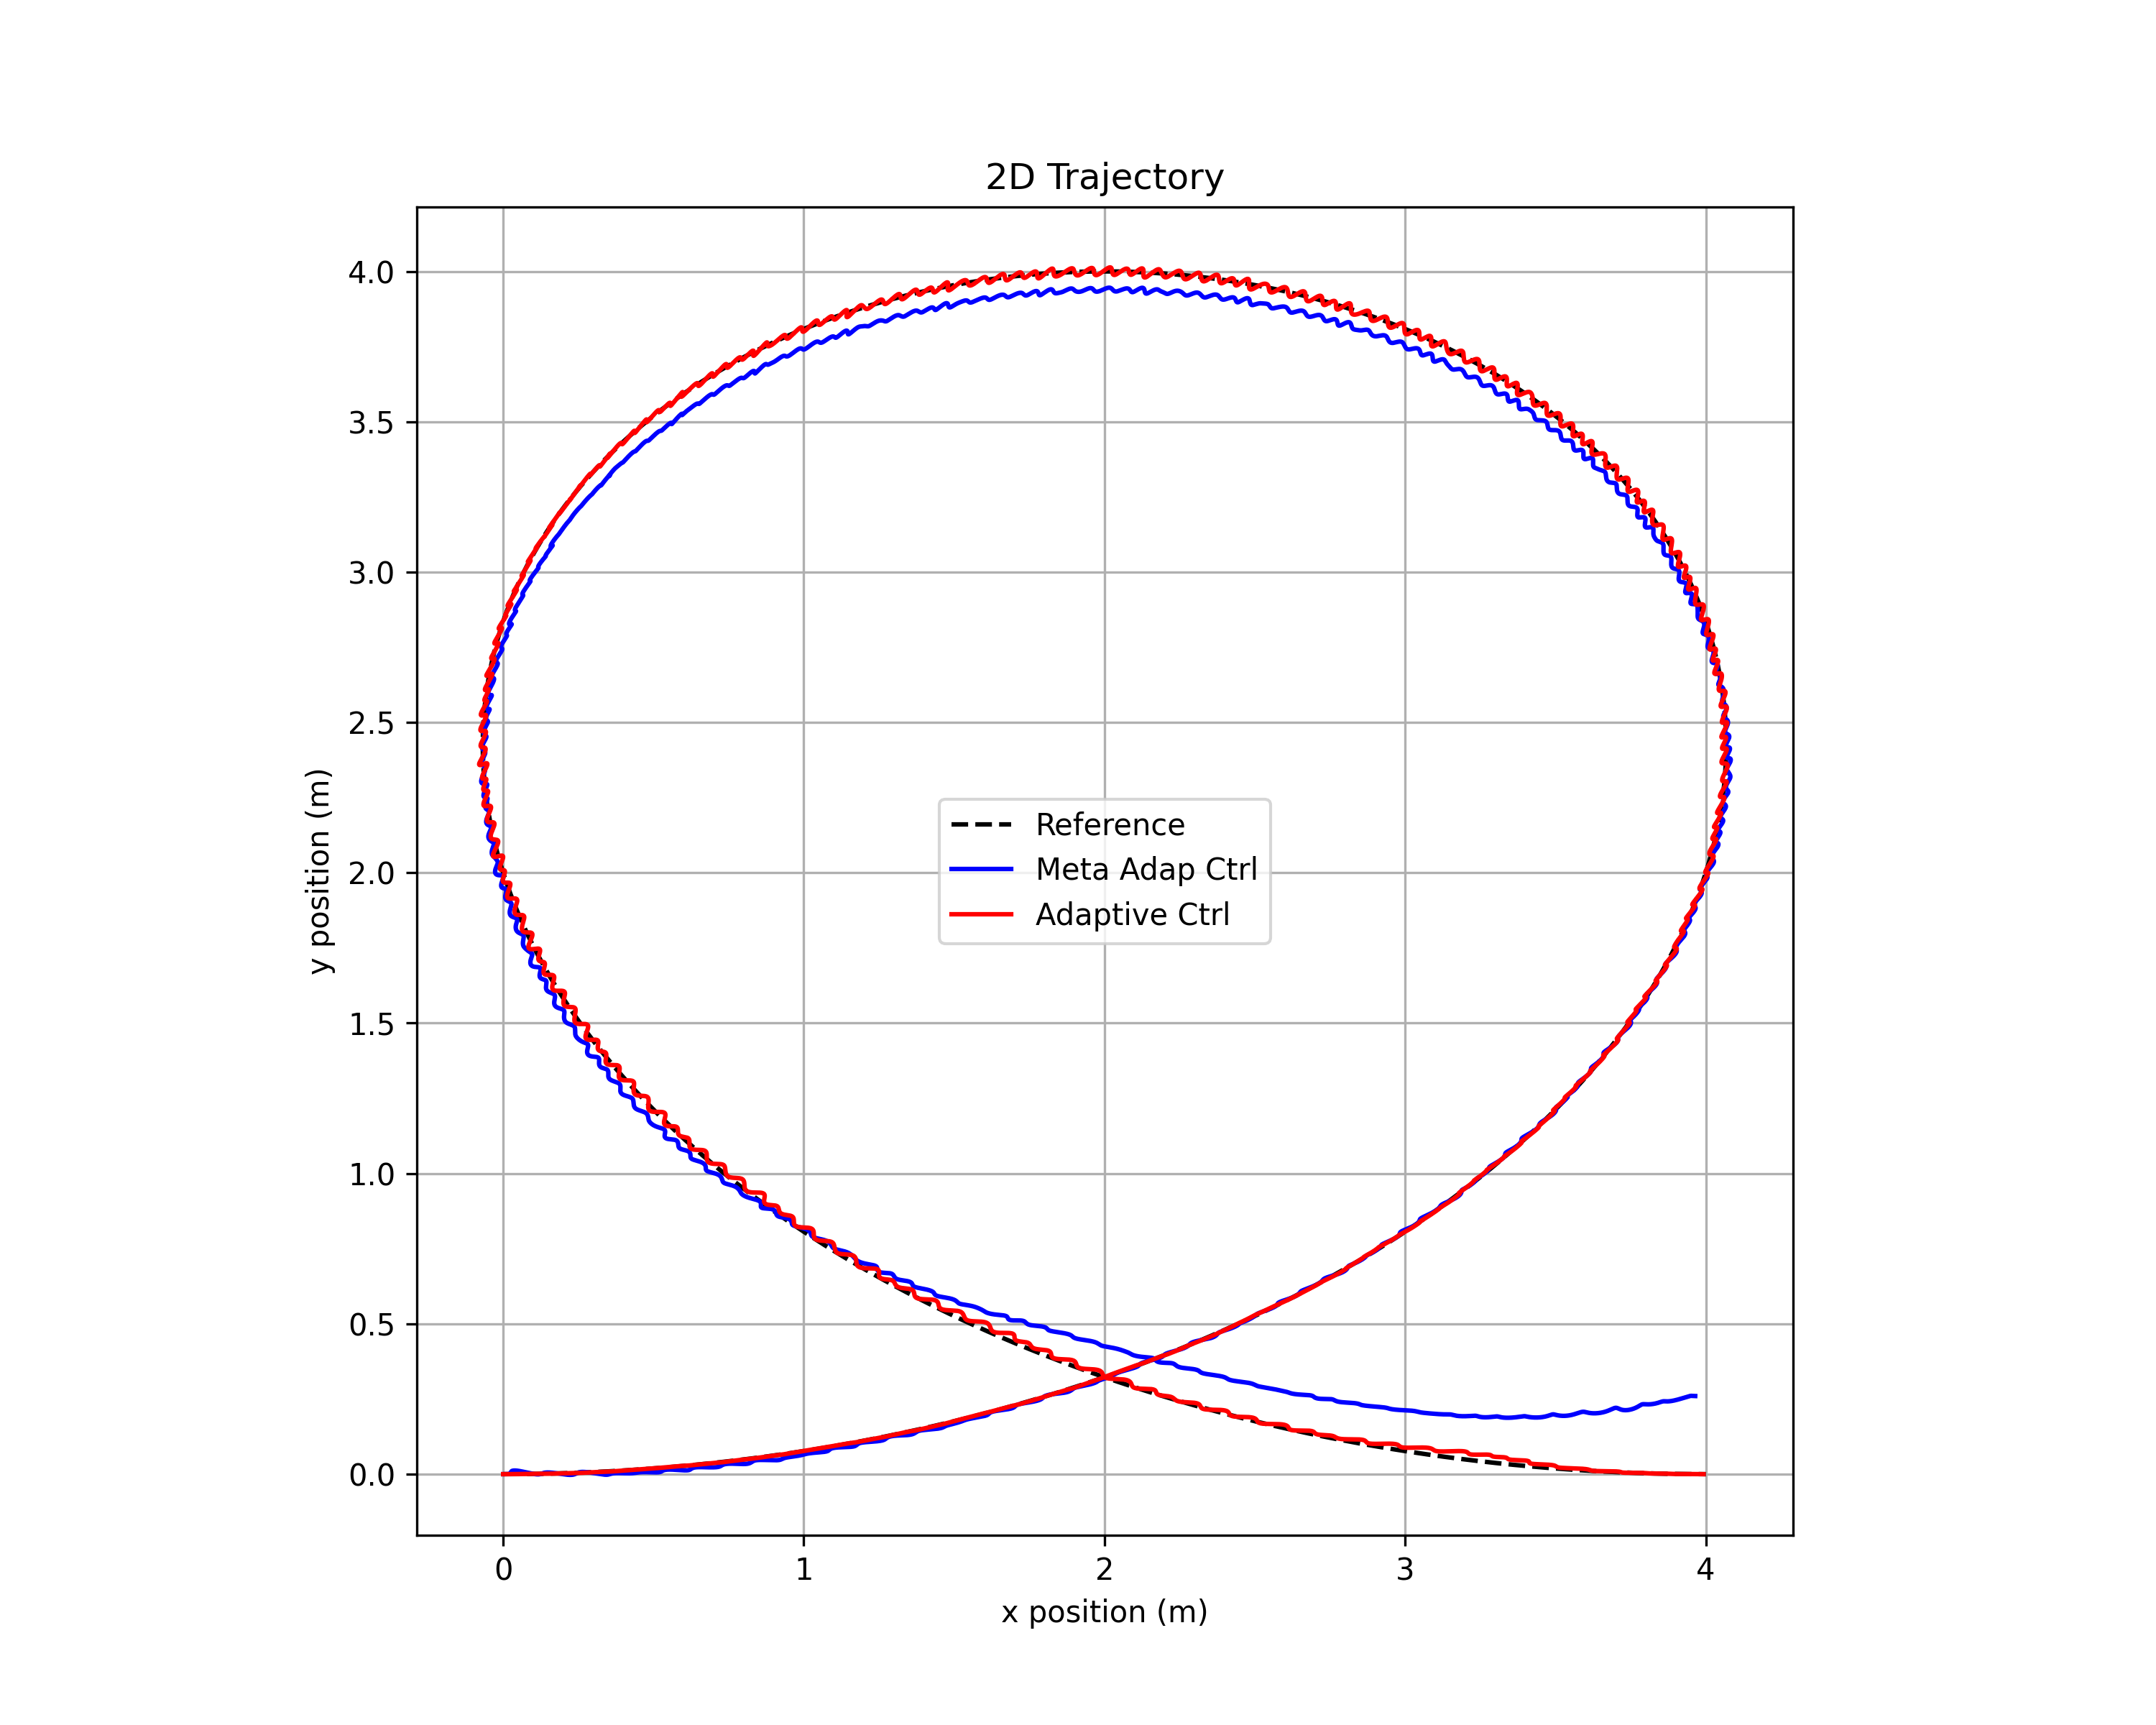 2D Trajectory
4.0
3.5
3.0
2.5
2.0
1.5
1.0
0.5
0.0
y position (m)
Reference
Meta Adap Ctrl
Adaptive Ctrl
0 1 2 3 4
x position (m)